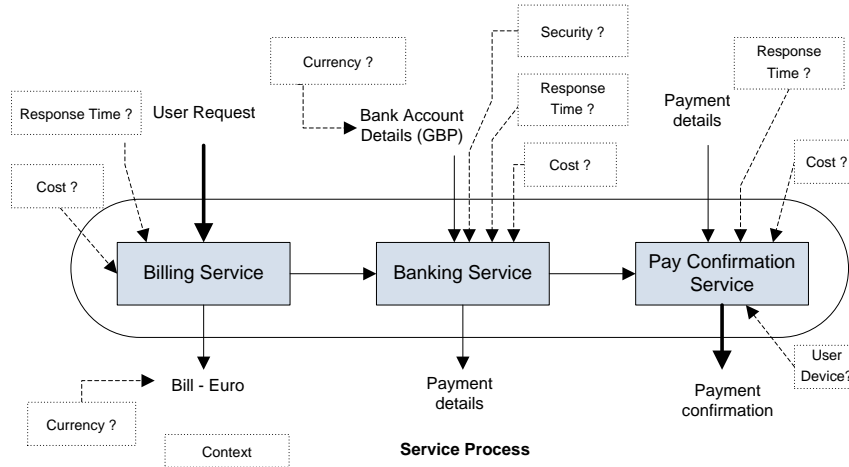 Security ?
Currency ?
Response
Time ?
Response Time ?
User Request
Bank Account
Details (GBP)
Response
Time ?
Payment
details
Cost ?
Cost ?
Cost ?
Billing Service
Banking Service
Pay Confirmation
Service
Bill - Euro
Payment
details
Payment
confirmation
User
Device?
Currency ?
Context
Service Process